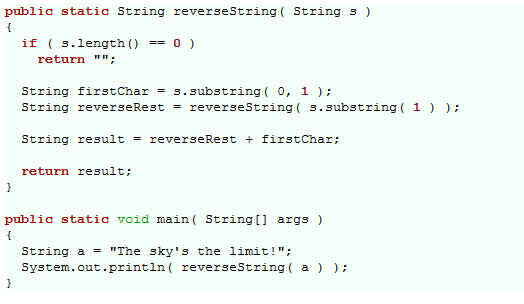 public static String reverseString( String s )
{
  if ( s.length() == 0 )
    return "";

  String firstChar = s.substring( 0, 1 );
  String reverseRest = reverseString( s.substring( 1 ) );

  String result = reverseRest + firstChar;

  return result;
}

public static void main( String[] args )
{
  String a = "The sky's the limit!";
  System.out.println( reverseString( a ) );
}